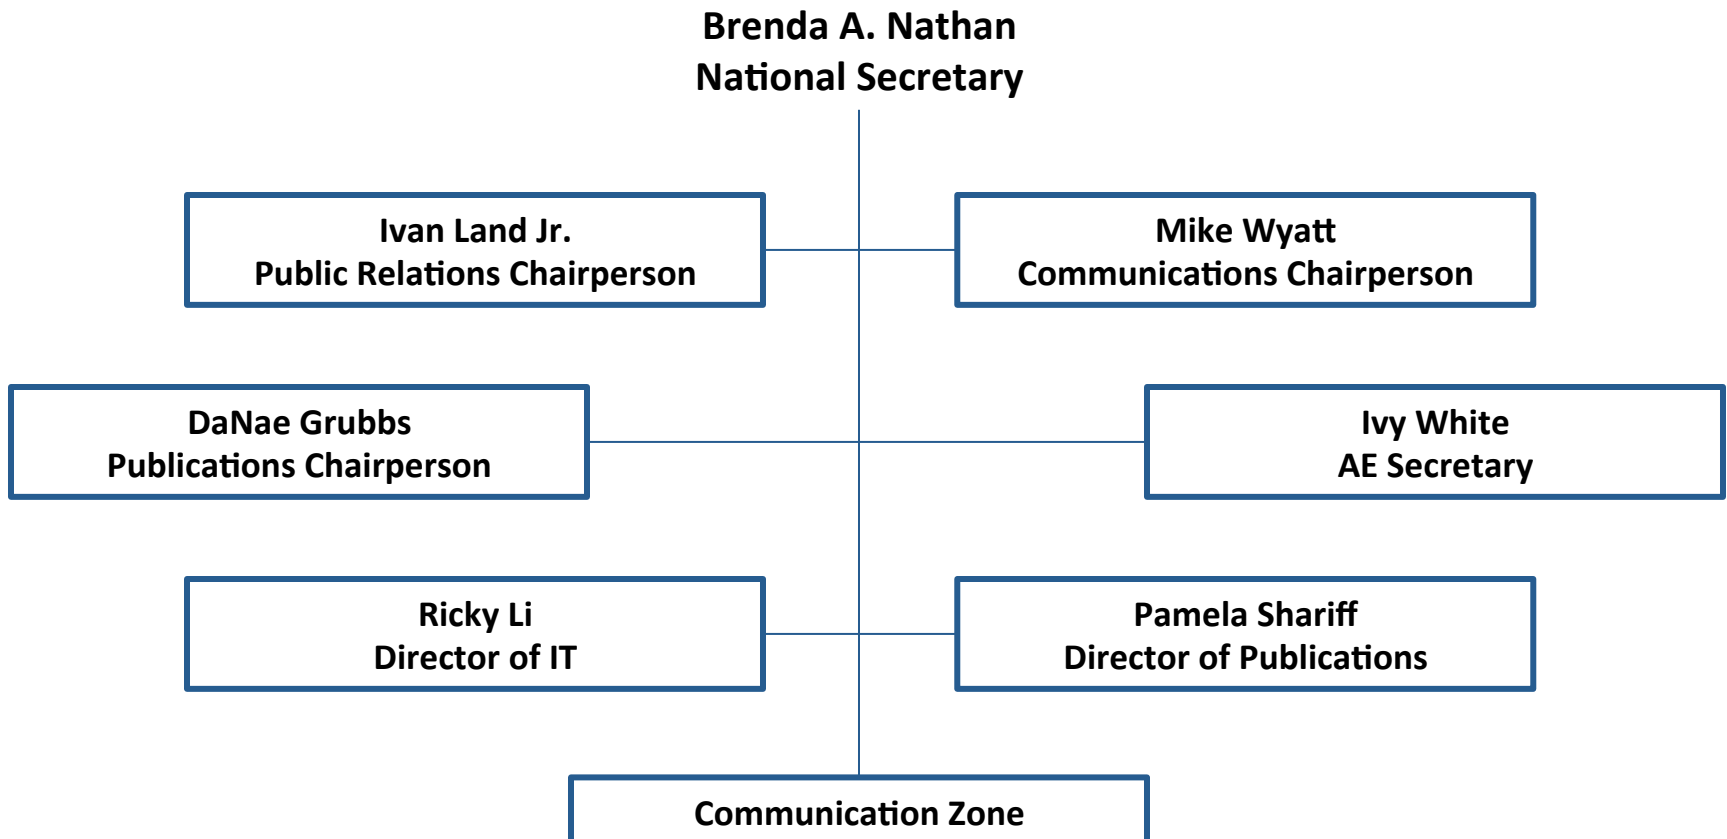 Brenda A. Nathan
National Secretary
Ivan Land Jr.
Public Relations Chairperson
Mike Wyatt
Communications Chairperson
DaNae Grubbs
Publications Chairperson
Ivy White
AE Secretary
Ricky Li
Director of IT
Pamela Shariff
Director of Publications
Communication Zone